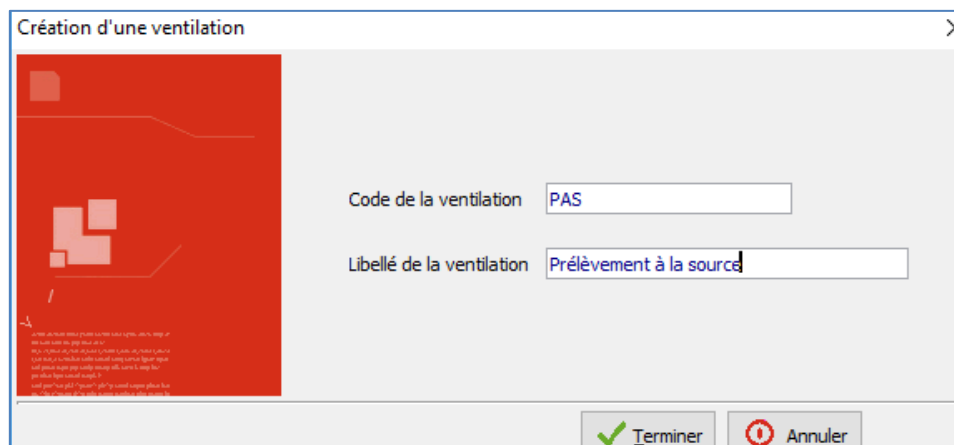 Création d'une ventilation
Code de la ventilation PAS
Libellé de la ventilation Prélèvement à la source
Terminer Annuler